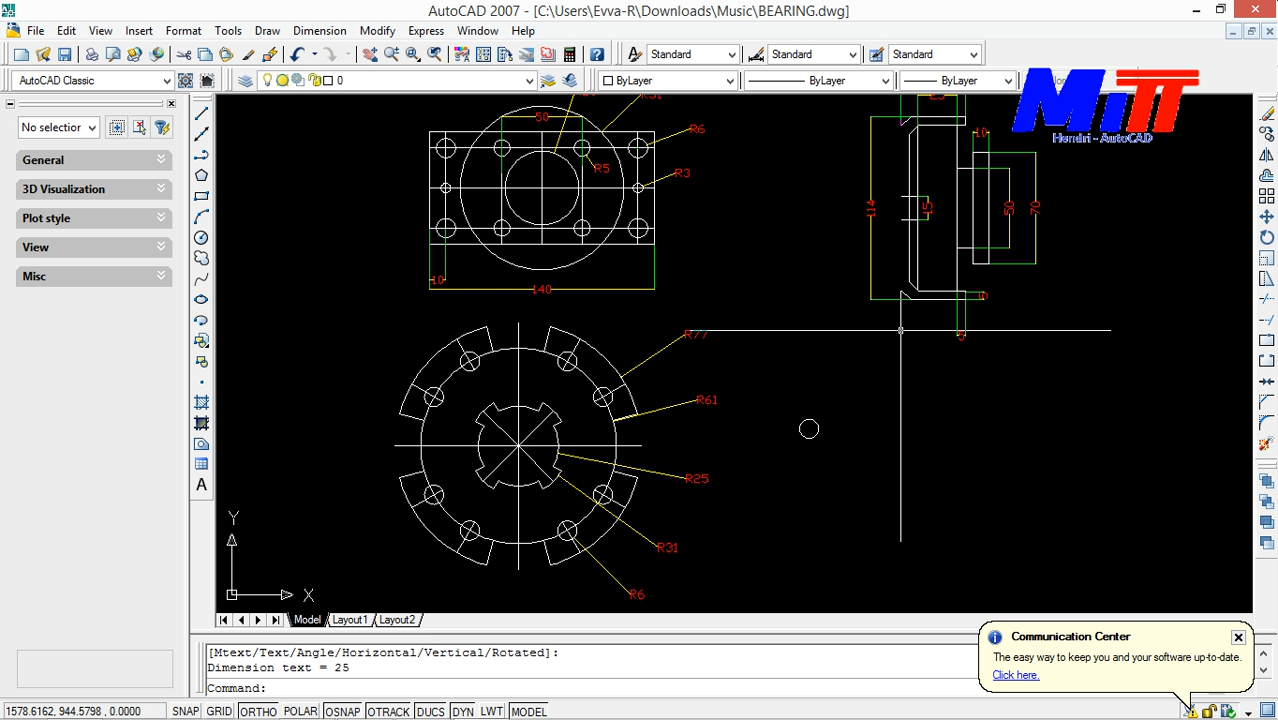 AutoCAD 2007 - [C:\Users\Evva-R\Downloads\Music\BEARING.dwg]
File Edit View Insert Format Tools Draw Dimension Modify Express Window Help
Standard Standard Standard
AutoCAD Classic 0 ByLayer ByLayer ByLayer
MiTT
Hendri - AutoCAD
No selection
General
3D Visualization
Plot style
View
Misc
50
R6
R5
R3
10
140
10
114
15
50
70
R77
R61
R25
R31
R6
Y
X
Model Layout1 Layout2
[Mtext/Text/Angle/Horizontal/Vertical/Rotated]:
Dimension text = 25
Command:
Communication Center
The easy way to keep you and your software up-to-date.
Click here.
1578.6162, 944.5798, 0.0000 SNAP GRID ORTHO POLAR OSNAP OTRACK DUCS DYN LWT MODEL